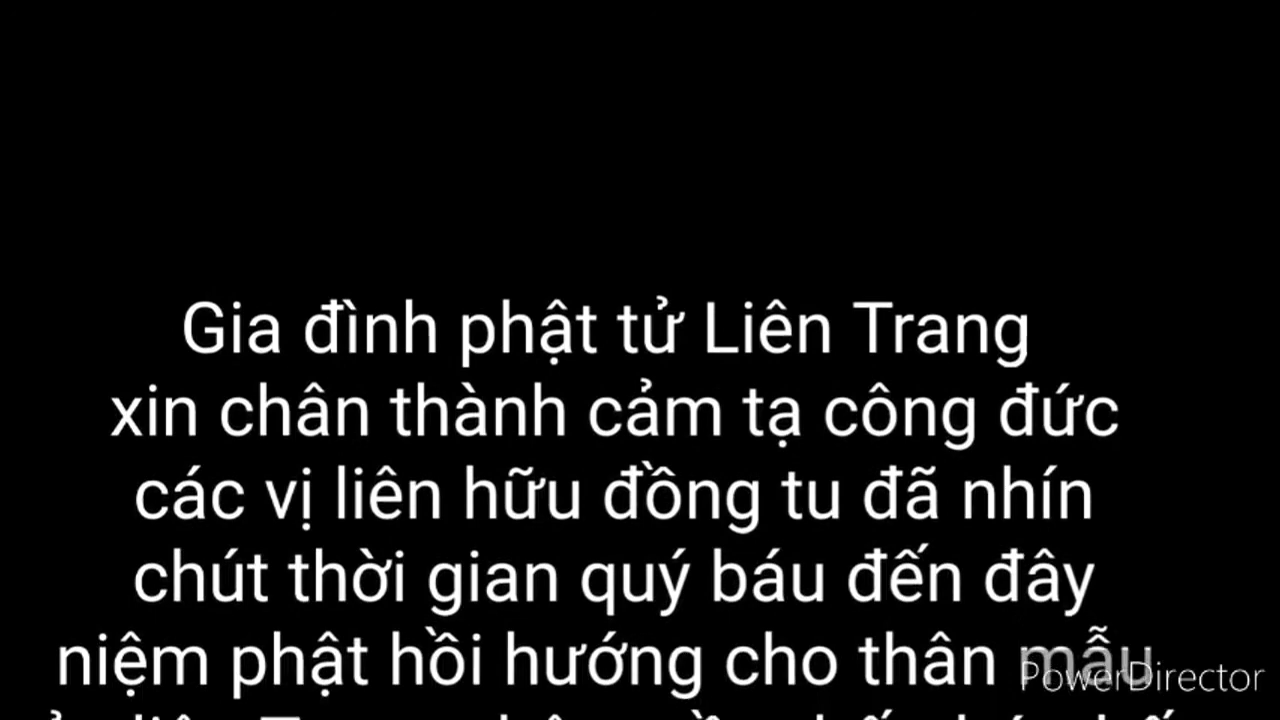 Gia đình phật tử Liên Trang
xin chân thành cảm tạ công đức
các vị liên hữu đồng tu đã nhín
chút thời gian quý báu đến đây
niệm phật hồi hướng cho thân mẫu
PowerDirector